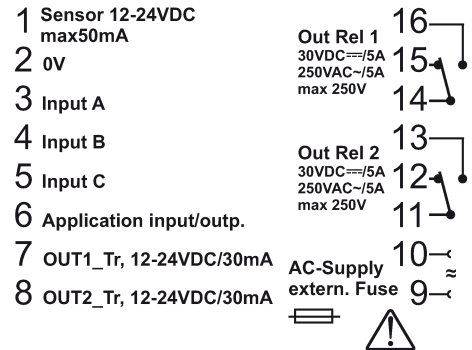 1 Sensor 12-24VDC
max50mA
2 0V
3 Input A
4 Input B
5 Input C
6 Application input/outp.
7 OUT1_Tr, 12-24VDC/30mA
8 OUT2_Tr, 12-24VDC/30mA
Out Rel 1
30VDC⎓/5A
250VAC~/5A
max 250V
16
15
14
Out Rel 2
30VDC⎓/5A
250VAC~/5A
max 250V
13
12
11
AC-Supply
extern. Fuse
10
≈
9
!